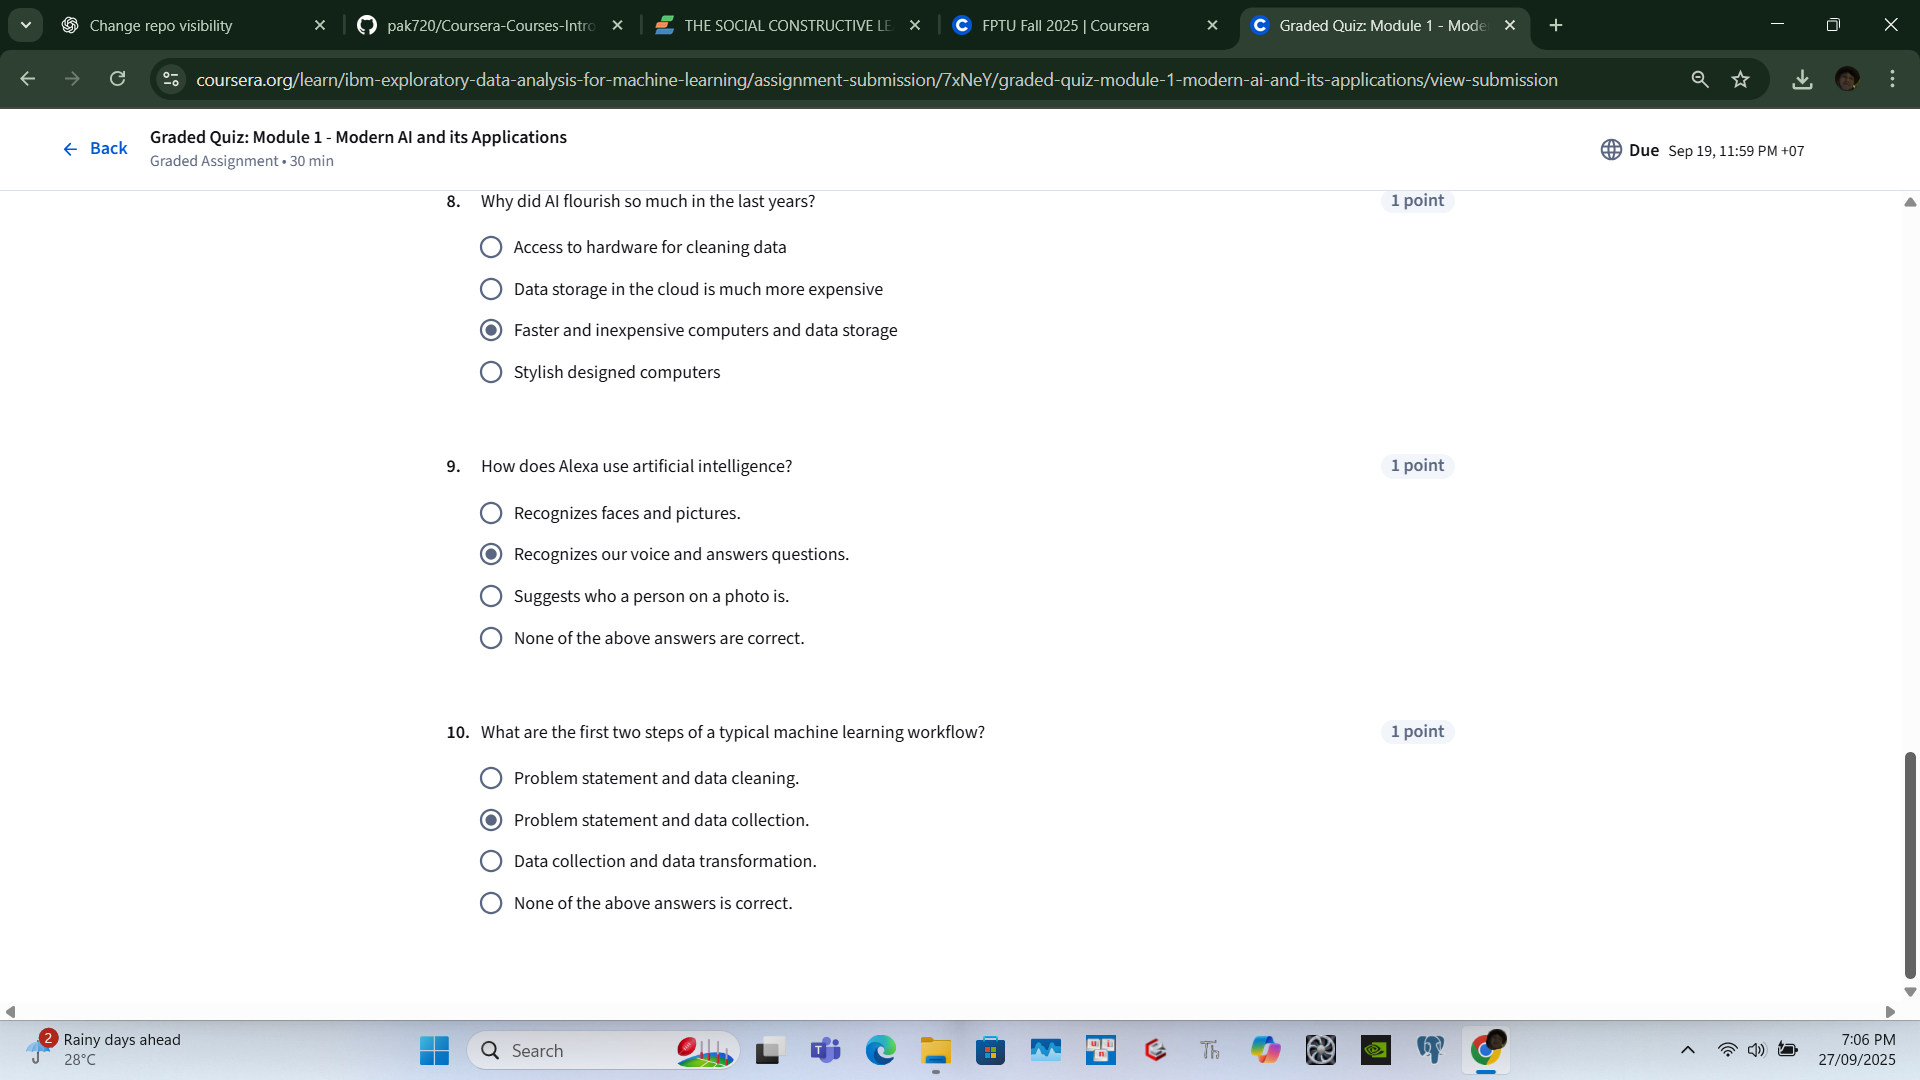 Change repo visibility
pak720/Coursera-Courses-Intro
THE SOCIAL CONSTRUCTIVE LE
FPTU Fall 2025 | Coursera
Graded Quiz: Module 1 - Mode
coursera.org/learn/ibm-exploratory-data-analysis-for-machine-learning/assignment-submission/7xNeY/graded-quiz-module-1-modern-ai-and-its-applications/view-submission
Back
Graded Quiz: Module 1 - Modern AI and its Applications
Graded Assignment • 30 min
Due Sep 19, 11:59 PM +07
8. Why did AI flourish so much in the last years?
1 point
Access to hardware for cleaning data
Data storage in the cloud is much more expensive
Faster and inexpensive computers and data storage
Stylish designed computers
9. How does Alexa use artificial intelligence?
1 point
Recognizes faces and pictures.
Recognizes our voice and answers questions.
Suggests who a person on a photo is.
None of the above answers are correct.
10. What are the first two steps of a typical machine learning workflow?
1 point
Problem statement and data cleaning.
Problem statement and data collection.
Data collection and data transformation.
None of the above answers is correct.
2
Rainy days ahead
28°C
Search
Th
7:06 PM
27/09/2025